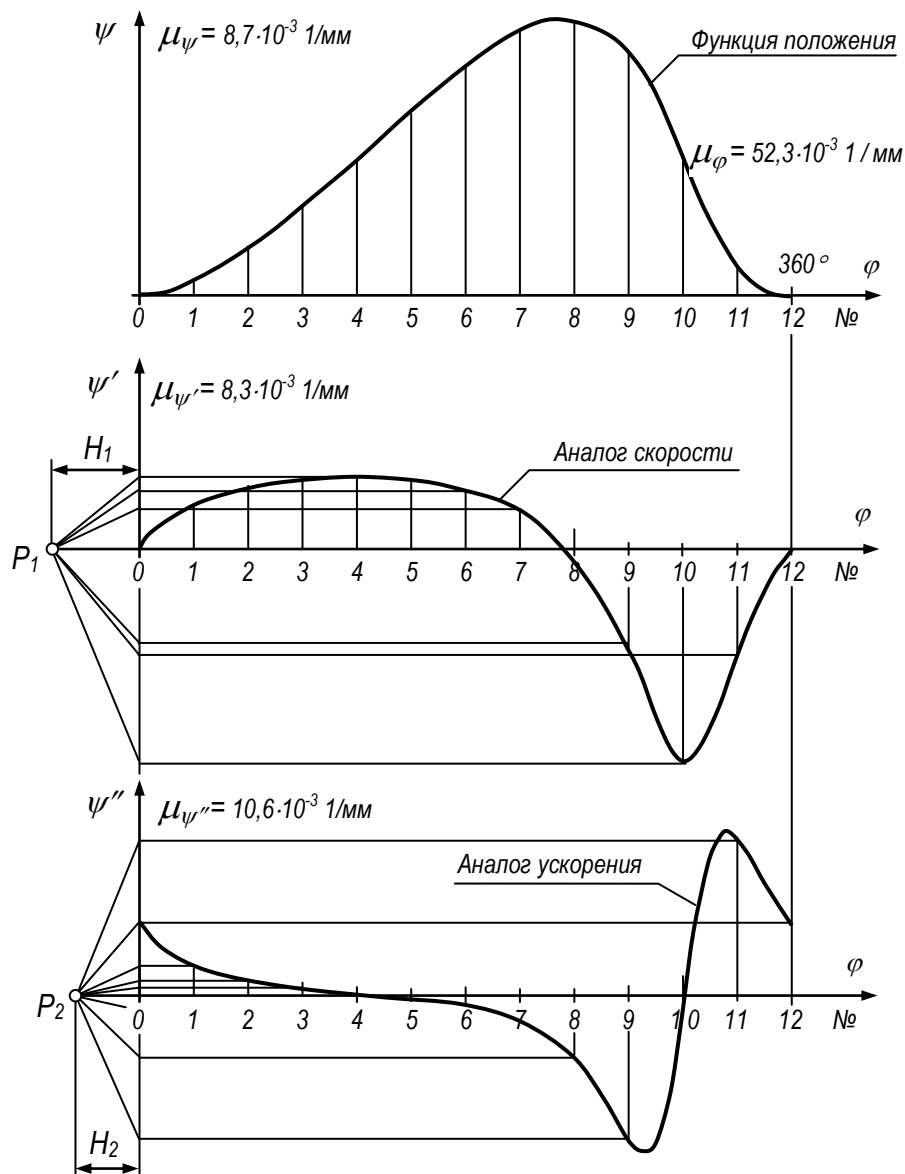 ψ μψ = 8,7·10⁻³ 1/мм
Функция положения
μφ = 52,3·10⁻³ 1 / мм
360° φ
0 1 2 3 4 5 6 7 8 9 10 11 12 №
ψ′ μψ′ = 8,3·10⁻³ 1/мм
H₁
Аналог скорости
φ
P₁
0 1 2 3 4 5 6 7 8 9 10 11 12 №
ψ″ μψ″ = 10,6·10⁻³ 1/мм
Аналог ускорения
φ
P₂
0 1 2 3 4 5 6 7 8 9 10 11 12 №
H₂